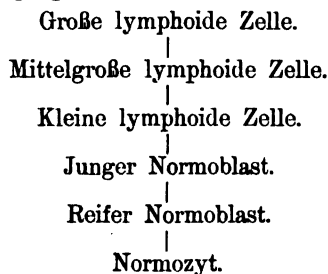 Große lymphoide Zelle.
Mittelgroße lymphoide Zelle.
Kleine lymphoide Zelle.
Junger Normoblast.
Reifer Normoblast.
Normozyt.